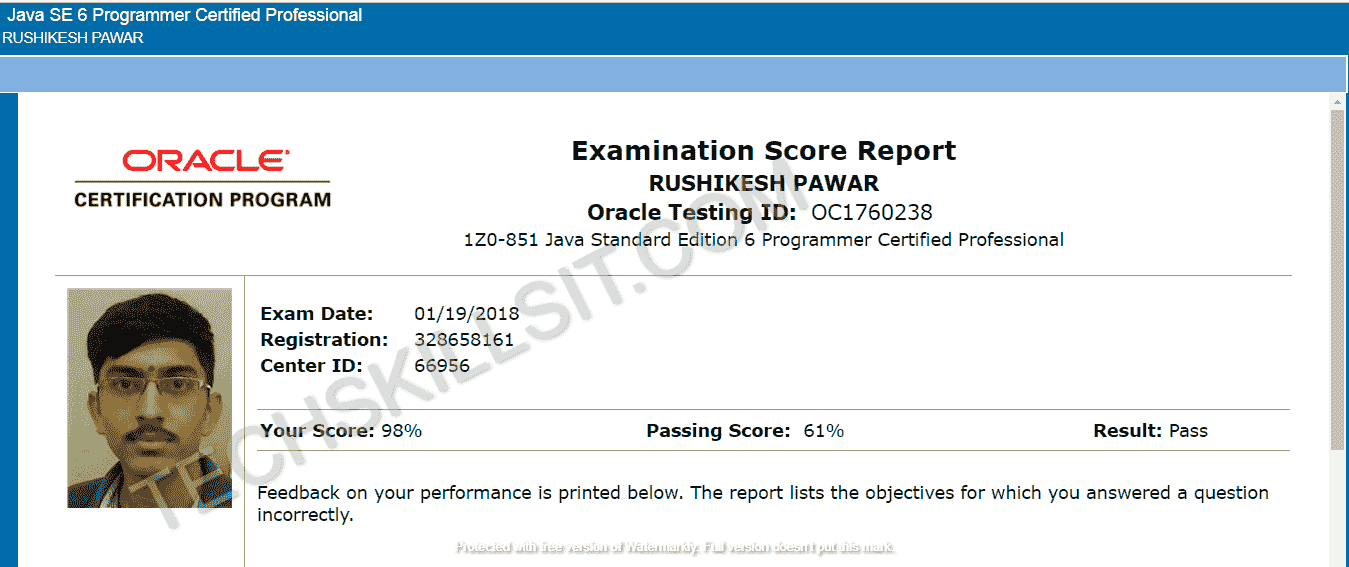 Java SE 6 Programmer Certified Professional
RUSHIKESH PAWAR
ORACLE
CERTIFICATION PROGRAM
Examination Score Report
RUSHIKESH PAWAR
Oracle Testing ID: OC1760238
1Z0-851 Java Standard Edition 6 Programmer Certified Professional
Exam Date: 01/19/2018
Registration: 328658161
Center ID: 66956
Your Score: 98% Passing Score: 61% Result: Pass
Feedback on your performance is printed below. The report lists the objectives for which you answered a question
incorrectly.
TECHSKILLSIT.COM
Protected with free version of Watermarkly. Full version doesn't put this mark.